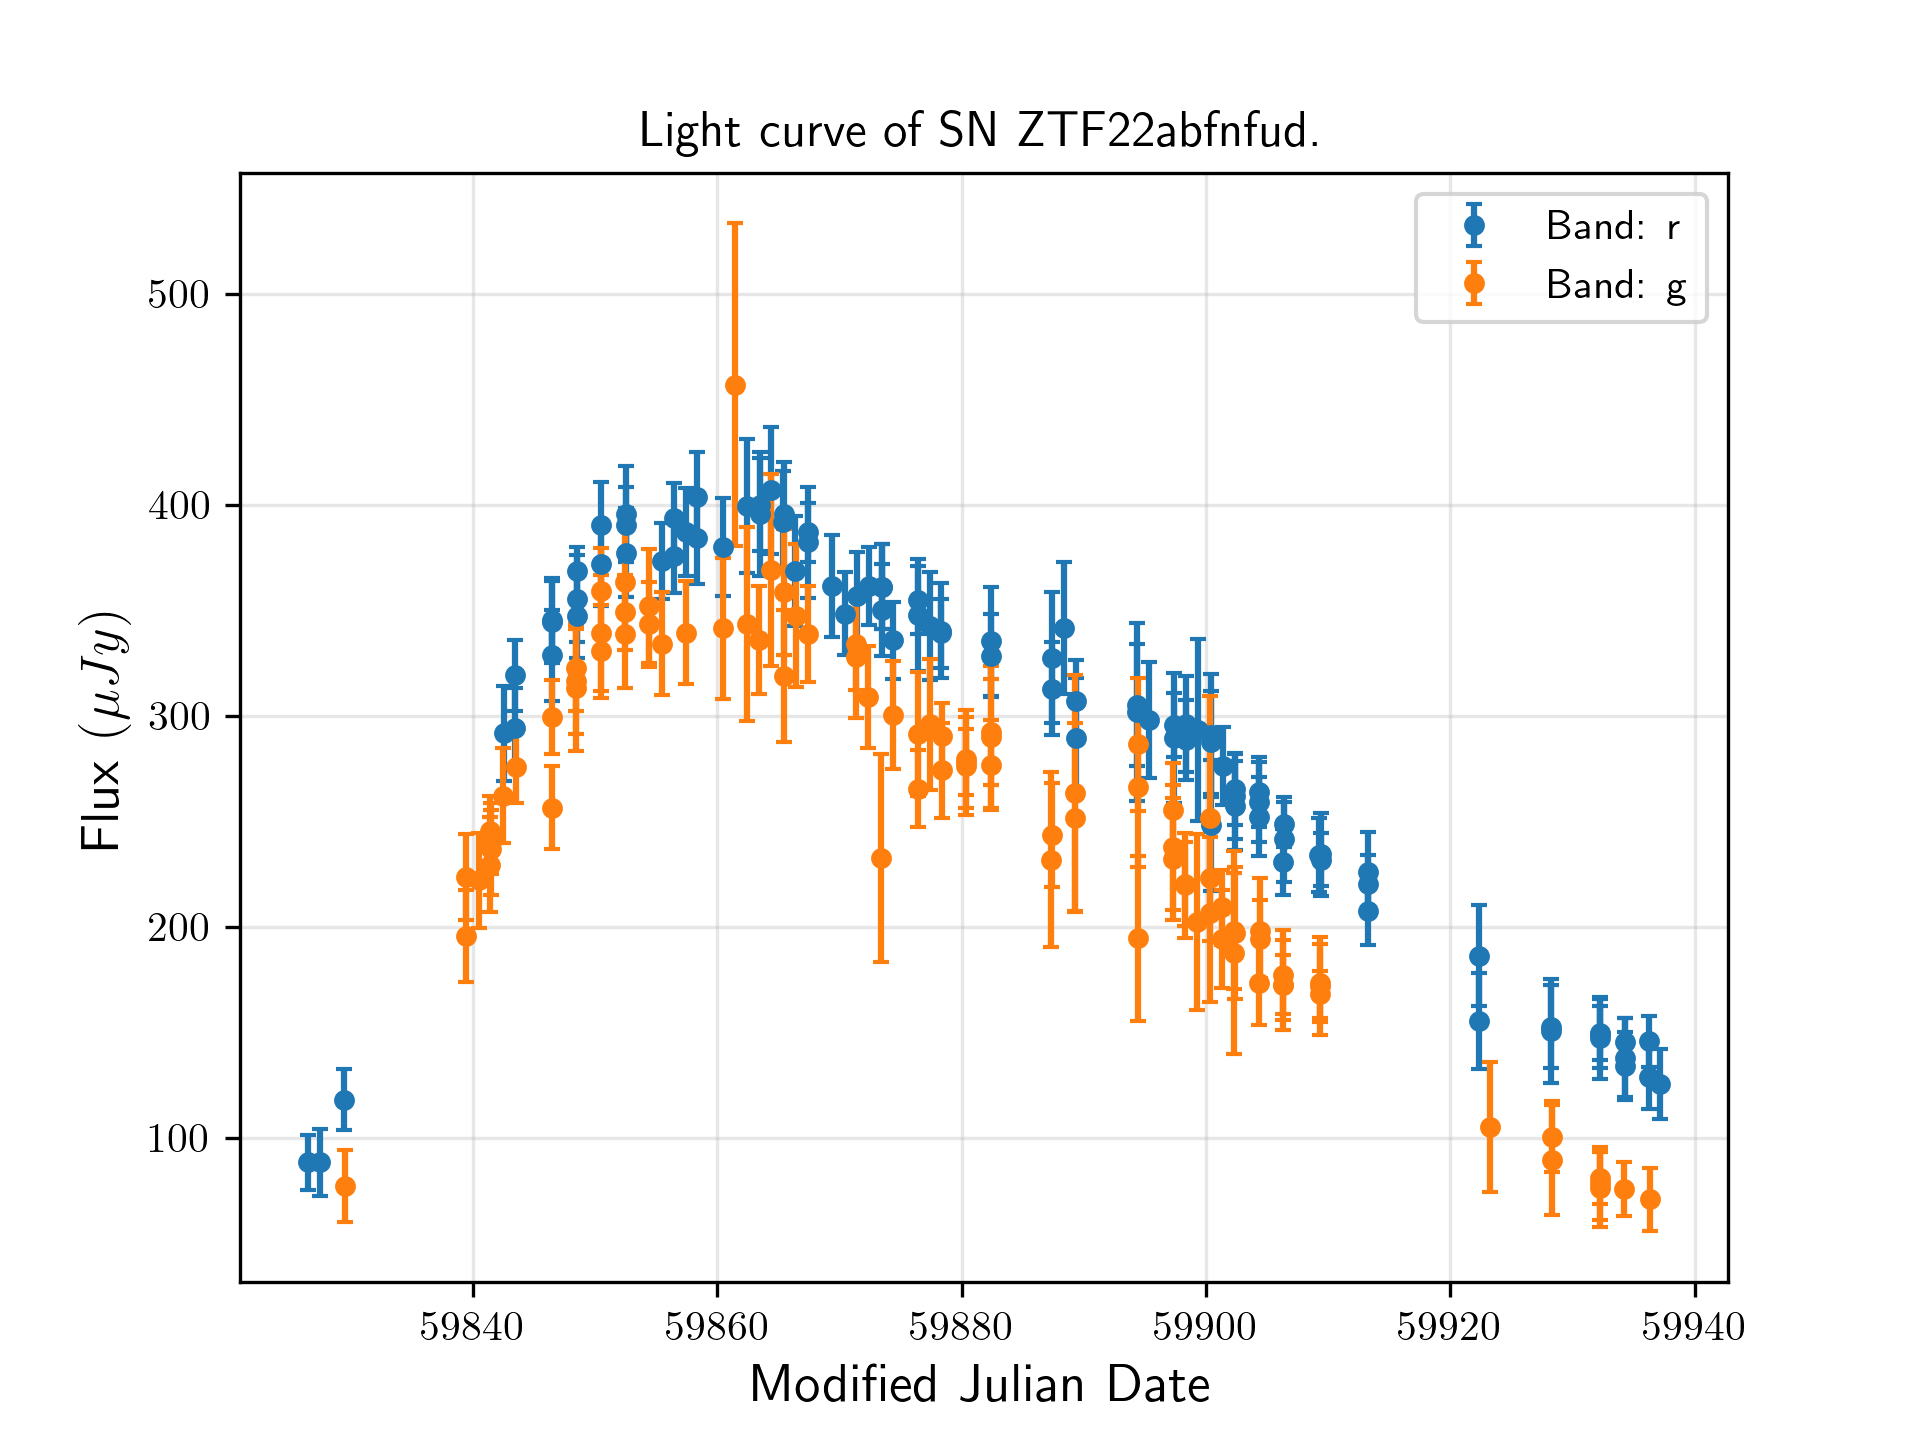 Light curve of SN ZTF22abfnfud.
Band: r
Band: g
Flux (μJy)
500
400
300
200
100
59840 59860 59880 59900 59920 59940
Modified Julian Date